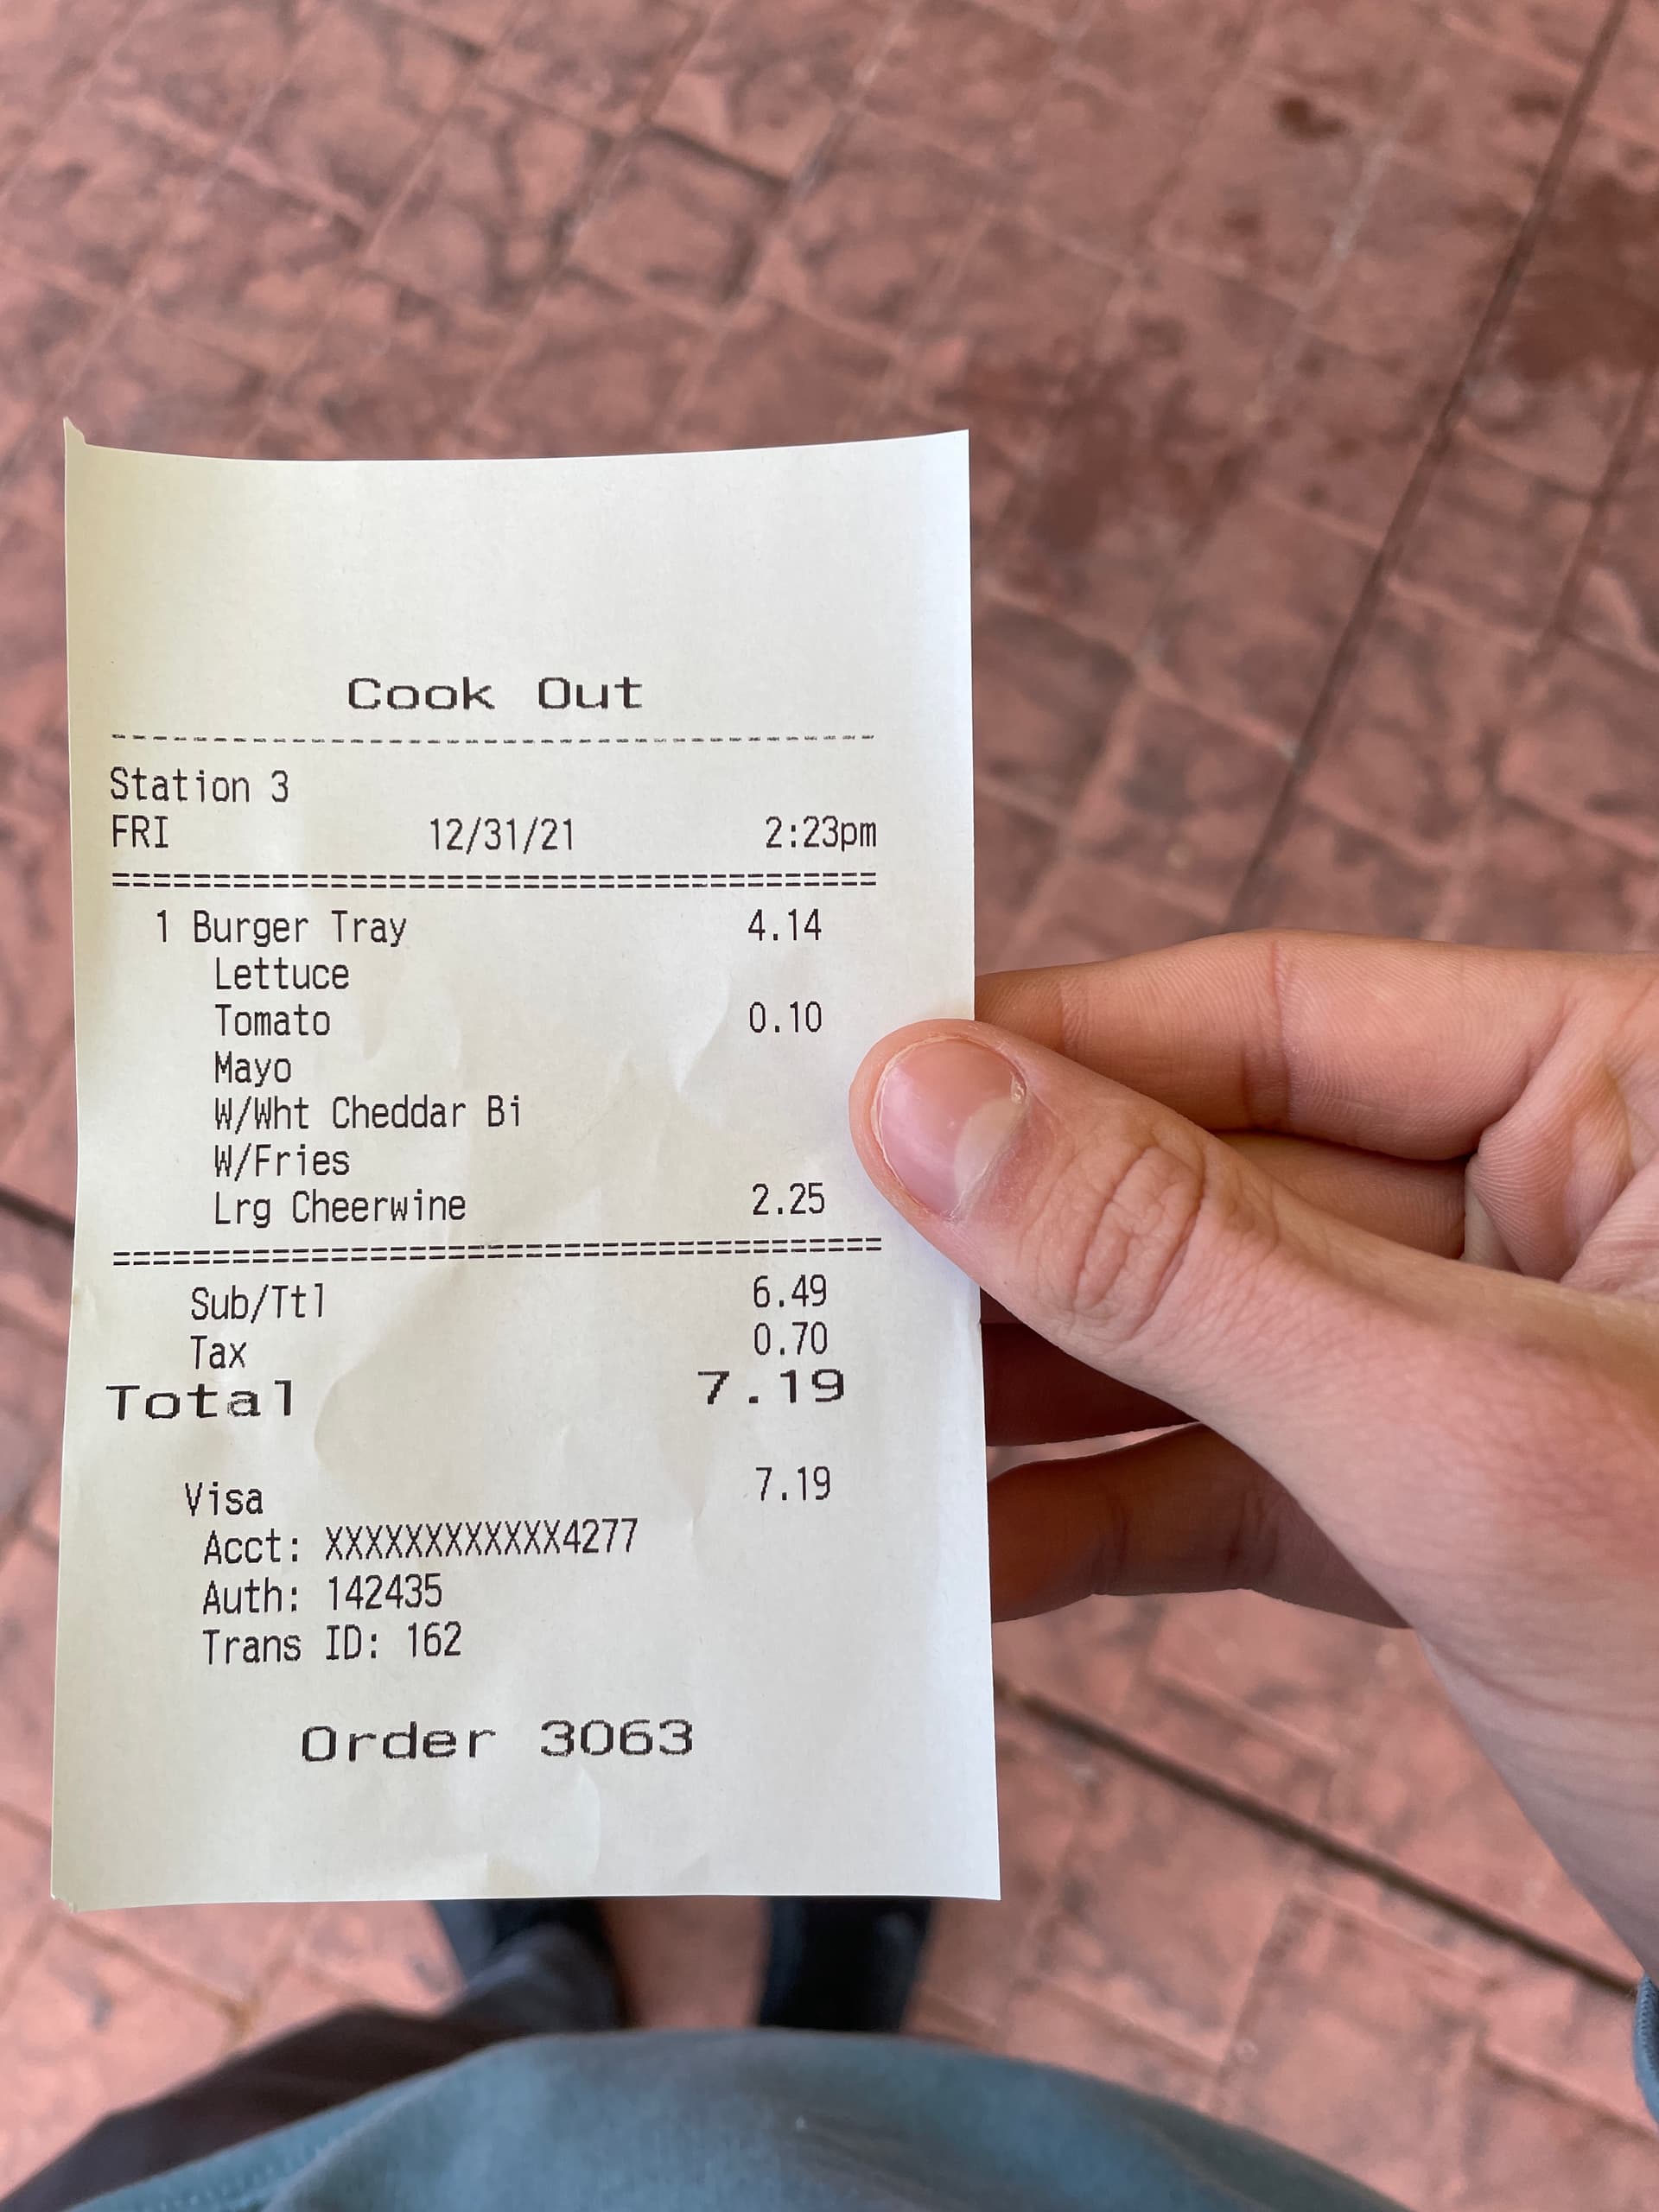 Cook Out
----------------------------------------
Station 3
FRI 12/31/21 2:23pm
========================================
1 Burger Tray 4.14
Lettuce
Tomato 0.10
Mayo
W/Wht Cheddar Bi
W/Fries
Lrg Cheerwine 2.25
========================================
Sub/Ttl 6.49
Tax 0.70
Total 7.19
Visa 7.19
Acct: XXXXXXXXXXXX4277
Auth: 142435
Trans ID: 162
Order 3063